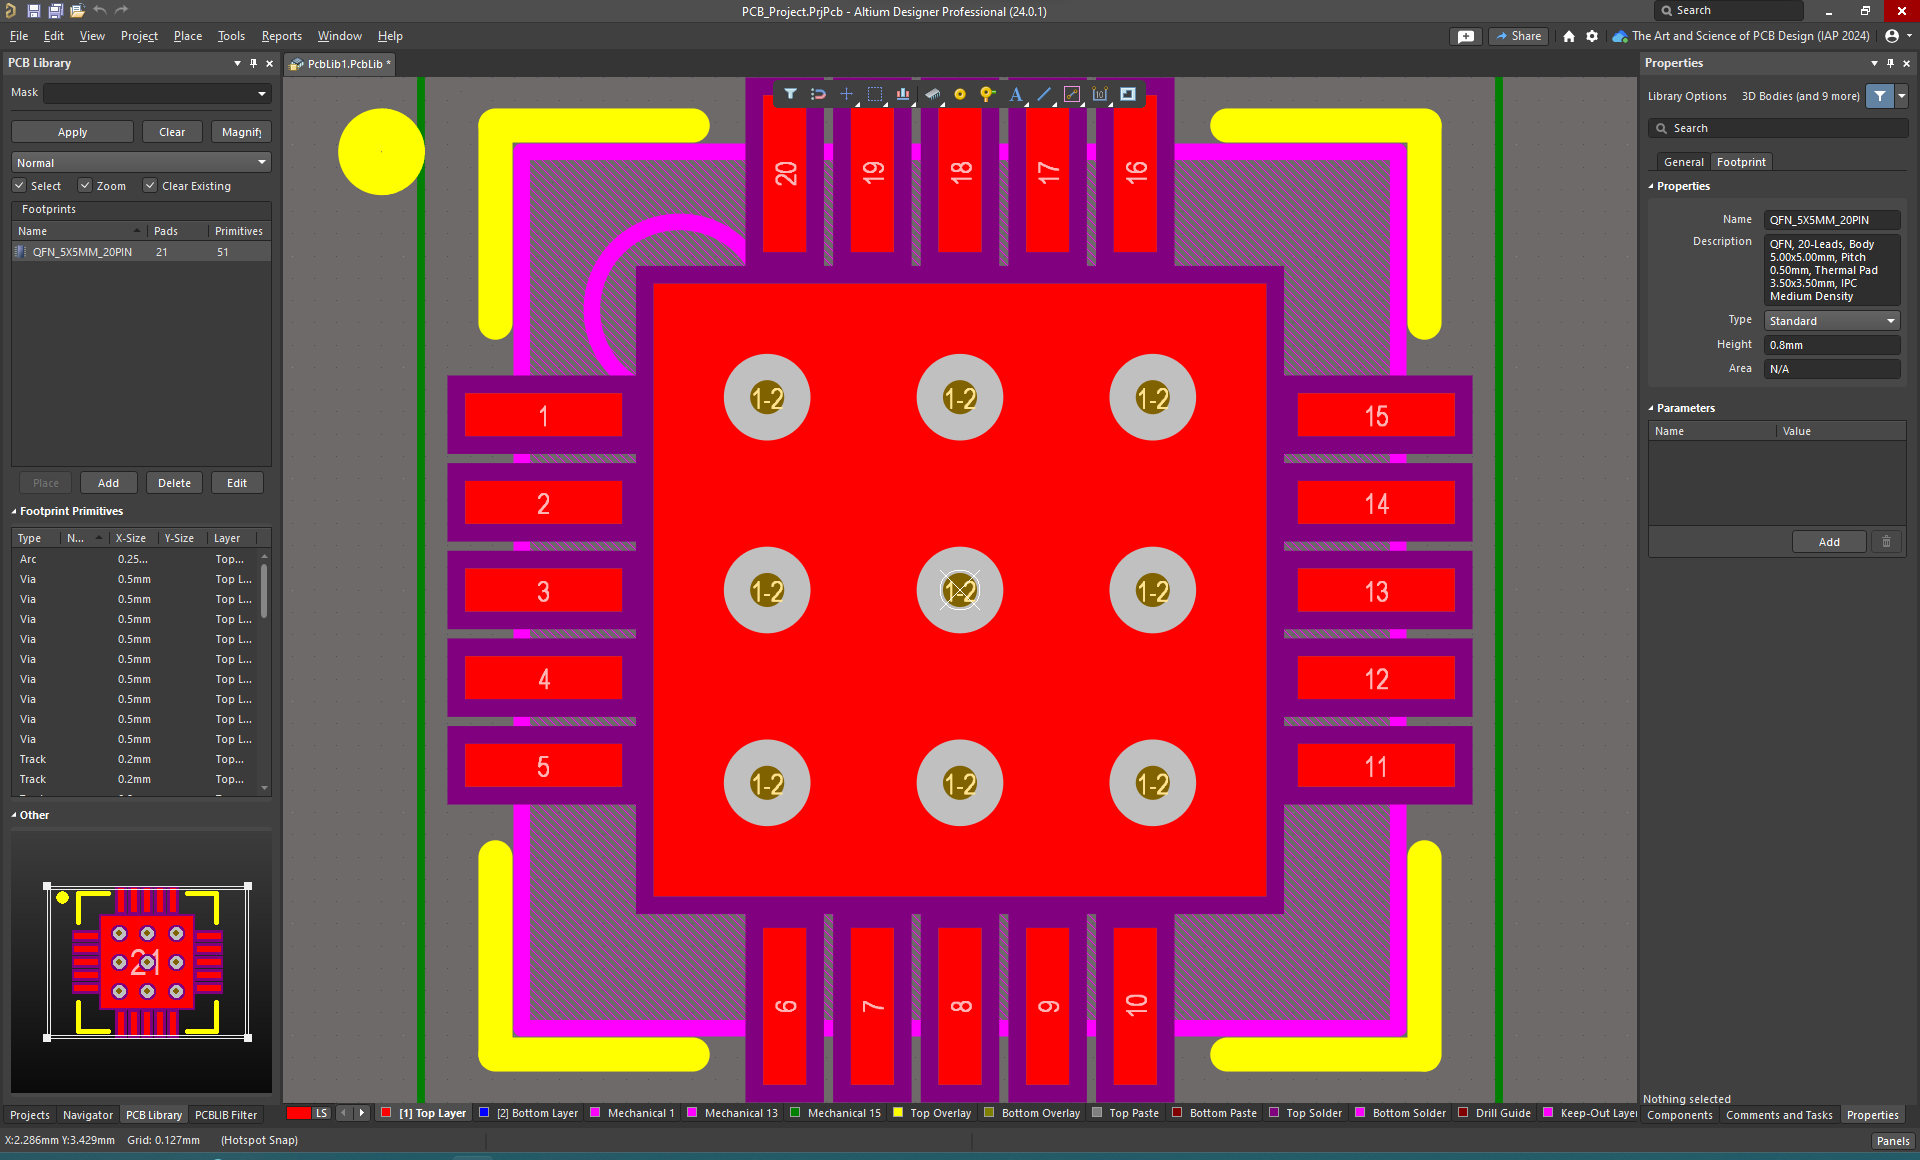 PCB_Project.PrjPcb - Altium Designer Professional (24.0.1)
Search
File Edit View Project Place Tools Reports Window Help
Share
The Art and Science of PCB Design (IAP 2024)
PCB Library
PcbLib1.PcbLib *
Properties
Mask
Library Options 3D Bodies (and 9 more)
Apply Clear Magnify
Search
Normal
General Footprint
Select Zoom Clear Existing
Properties
Footprints
Name Pads Primitives
QFN_5X5MM_20PIN 21 51
Name QFN_5X5MM_20PIN
Description QFN, 20-Leads, Body
5.00x5.00mm, Pitch
0.50mm, Thermal Pad
3.50x3.50mm, IPC
Medium Density
Type Standard
Height 0.8mm
Area N/A
Parameters
Name Value
Add
Place Add Delete Edit
Footprint Primitives
Type N... X-Size Y-Size Layer
Arc 0.25... Top...
Via 0.5mm Top L...
Via 0.5mm Top L...
Via 0.5mm Top L...
Via 0.5mm Top L...
Via 0.5mm Top L...
Via 0.5mm Top L...
Via 0.5mm Top L...
Via 0.5mm Top L...
Via 0.5mm Top L...
Track 0.2mm Top...
Track 0.2mm Top...
Other
21
20 19 18 17 16
1-2 1-2 1-2
1 15
2 14
3 1-2 1-2 1-2 13
4 12
5 1-2 1-2 1-2 11
6 7 8 9 10
Nothing selected
Projects Navigator PCB Library PCBLIB Filter
LS [1] Top Layer [2] Bottom Layer Mechanical 1 Mechanical 13 Mechanical 15 Top Overlay Bottom Overlay Top Paste Bottom Paste Top Solder Bottom Solder Drill Guide Keep-Out Layer
Components Comments and Tasks Properties
X:2.286mm Y:3.429mm Grid: 0.127mm (Hotspot Snap)
Panels